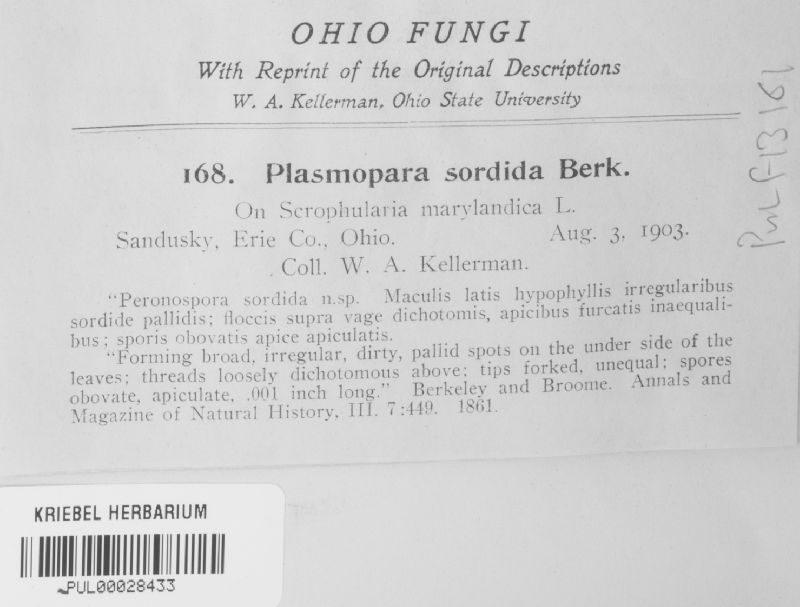 OHIO FUNGI
With Reprint of the Original Descriptions
W. A. Kellerman, Ohio State University
168. Plasmopara sordida Berk.
On Scrophularia marylandica L.
Sandusky, Erie Co., Ohio. Aug. 3, 1903.
Coll. W. A. Kellerman.
"Peronospora sordida n.sp. Maculis latis hypophyllis irregularibus
sordide pallidis; floccis supra vage dichotomis, apicibus furcatis inaequali-
bus; sporis obovatis apice apiculatis.
"Forming broad, irregular, dirty, pallid spots on the under side of the
leaves; threads loosely dichotomous above; tips forked, unequal; spores
obovate, apiculate, .001 inch long." Berkeley and Broome. Annals and
Magazine of Natural History, III. 7:449. 1861.
PUL F13161
KRIEBEL HERBARIUM
PUL00028433